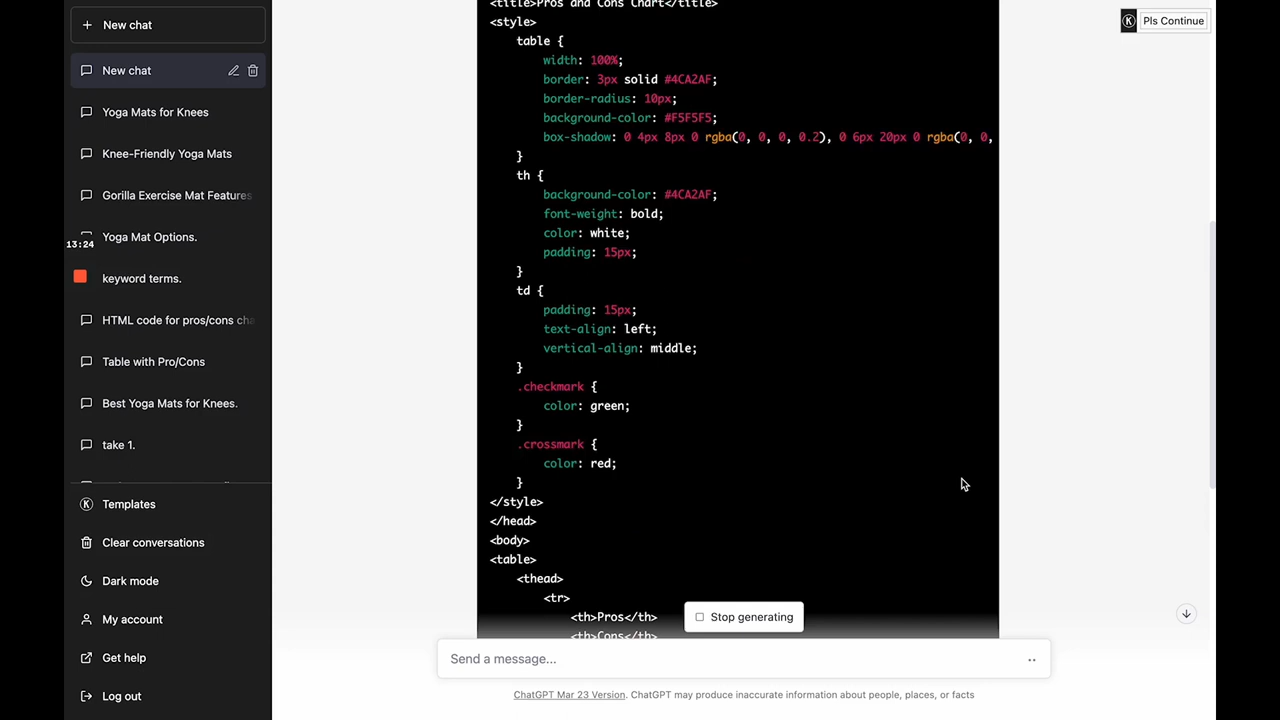 New chat
New chat
Yoga Mats for Knees
Knee-Friendly Yoga Mats
Gorilla Exercise Mat Features
13:24
Yoga Mat Options.
keyword terms.
HTML code for pros/cons cha
Table with Pro/Cons
Best Yoga Mats for Knees.
take 1.
K Templates
Clear conversations
Dark mode
My account
Get help
Log out
<title>Pros and Cons Chart</title>
<style>
table {
width: 100%;
border: 3px solid #4CA2AF;
border-radius: 10px;
background-color: #F5F5F5;
box-shadow: 0 4px 8px 0 rgba(0, 0, 0, 0.2), 0 6px 20px 0 rgba(0, 0,
}
th {
background-color: #4CA2AF;
font-weight: bold;
color: white;
padding: 15px;
}
td {
padding: 15px;
text-align: left;
vertical-align: middle;
}
.checkmark {
color: green;
}
.crossmark {
color: red;
}
</style>
</head>
<body>
<table>
<thead>
<tr>
<th>Pros</th>
<th>Cons</th>
Stop generating
Send a message...
ChatGPT Mar 23 Version. ChatGPT may produce inaccurate information about people, places, or facts
K Pls Continue